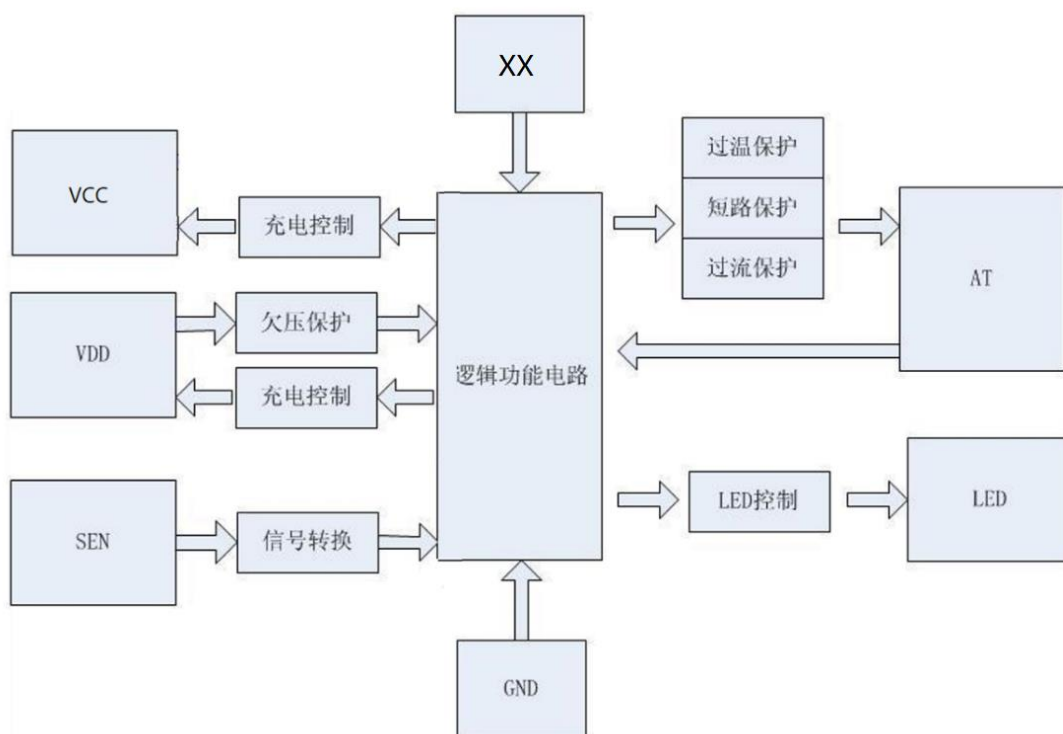 XX
VCC
充电控制
过温保护
短路保护
过流保护
AT
VDD
欠压保护
充电控制
逻辑功能电路
SEN
信号转换
LED控制
LED
GND